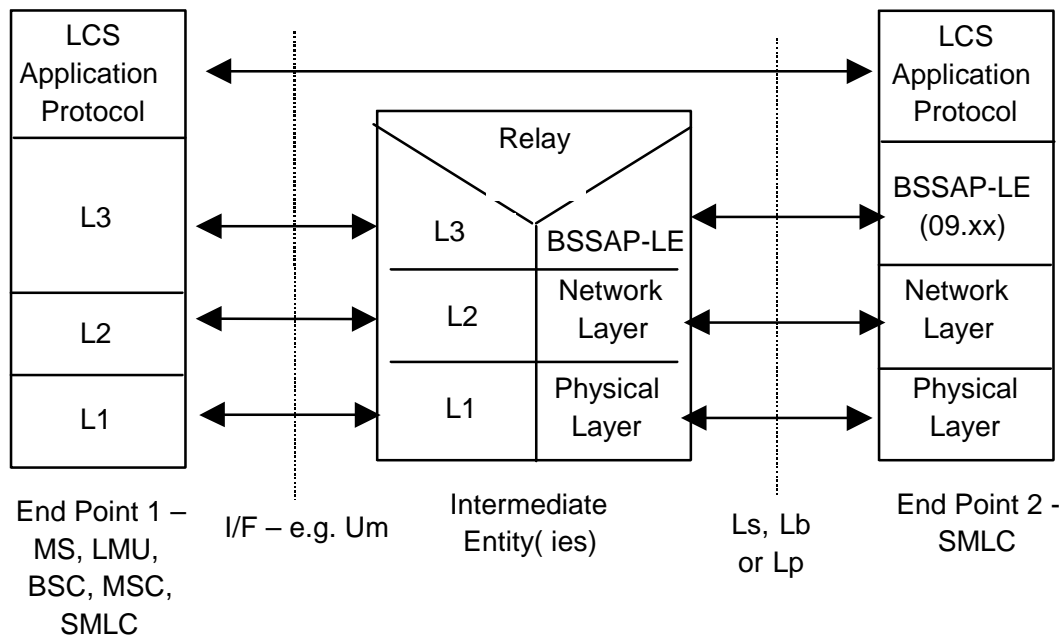 LCS
Application
Protocol
L3
L2
L1
End Point 1 –
MS, LMU,
BSC, MSC,
SMLC
I/F – e.g. Um
Relay
L3
BSSAP-LE
L2
Network
Layer
L1
Physical
Layer
Intermediate
Entity( ies)
Ls, Lb
or Lp
LCS
Application
Protocol
BSSAP-LE
(09.xx)
Network
Layer
Physical
Layer
End Point 2 -
SMLC